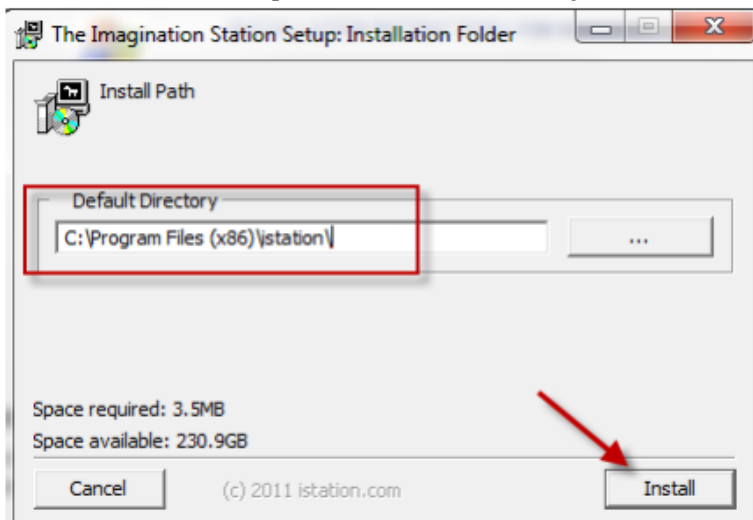 The Imagination Station Setup: Installation Folder
Install Path
Default Directory
C:\Program Files (x86)\istation\
...
Space required: 3.5MB
Space available: 230.9GB
Cancel
(c) 2011 istation.com
Install